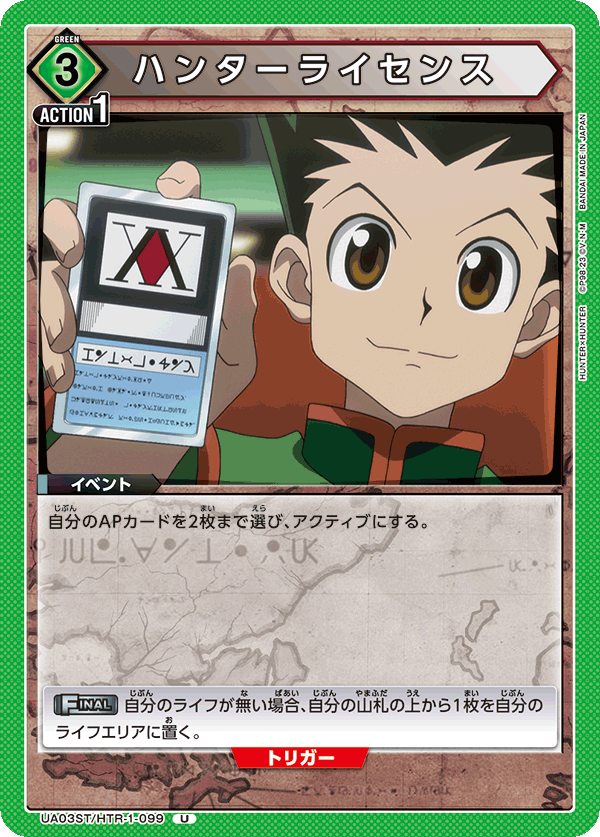 GREEN
3
ハンターライセンス
ACTION 1
HUNTER×HUNTER ©P98-23 ©V・N・M BANDAI MADE IN JAPAN
イベント
自分のAPカードを2枚まで選び、アクティブにする。
FINAL 自分のライフが無い場合、自分の山札の上から1枚を自分の
ライフエリアに置く。
トリガー
UA03ST/HTR-1-099 U